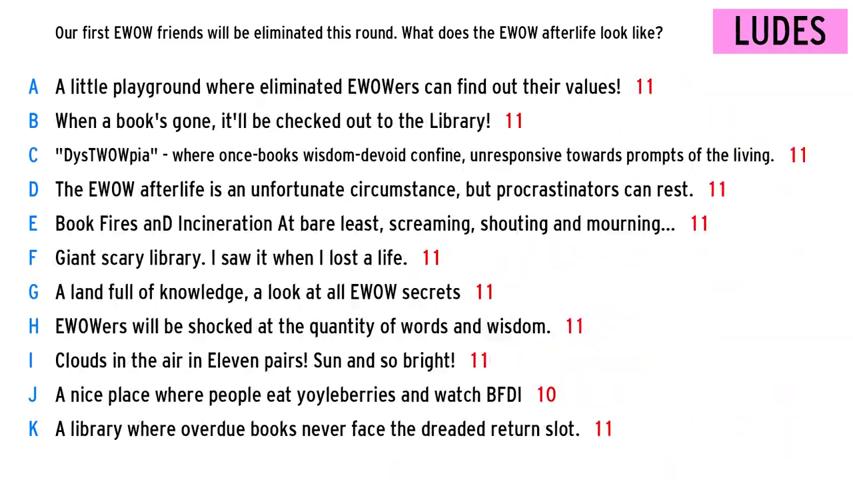 Our first EWOW friends will be eliminated this round. What does the EWOW afterlife look like?
LUDES
A A little playground where eliminated EWOWers can find out their values! 11
B When a book's gone, it'll be checked out to the Library! 11
C "DysTWOWpia" - where once-books wisdom-devoid confine, unresponsive towards prompts of the living. 11
D The EWOW afterlife is an unfortunate circumstance, but procrastinators can rest. 11
E Book Fires anD Incineration At bare least, screaming, shouting and mourning... 11
F Giant scary library. I saw it when I lost a life. 11
G A land full of knowledge, a look at all EWOW secrets 11
H EWOWers will be shocked at the quantity of words and wisdom. 11
I Clouds in the air in Eleven pairs! Sun and so bright! 11
J A nice place where people eat yoyleberries and watch BFDI 10
K A library where overdue books never face the dreaded return slot. 11